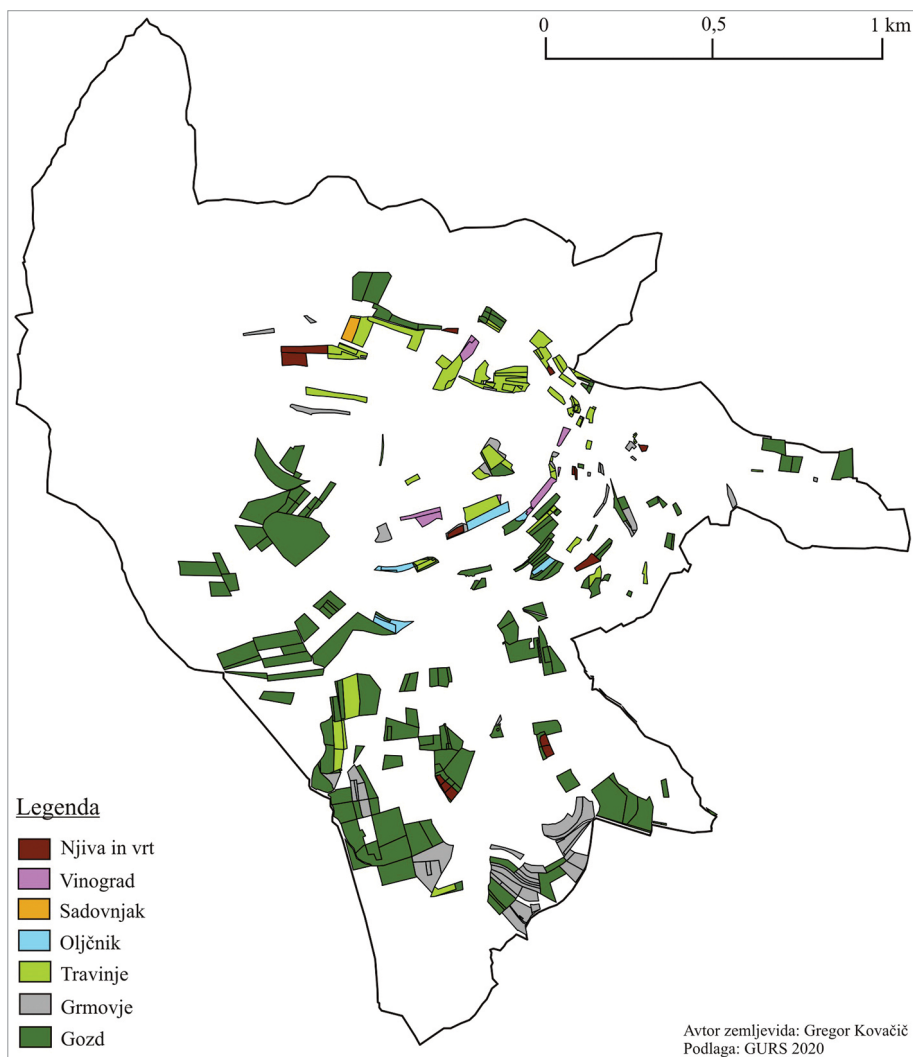 0 0,5 1 km
Legenda
Njiva in vrt
Vinograd
Sadovnjak
Oljčnik
Travinje
Grmovje
Gozd
Avtor zemljevida: Gregor Kovačič
Podlaga: GURS 2020